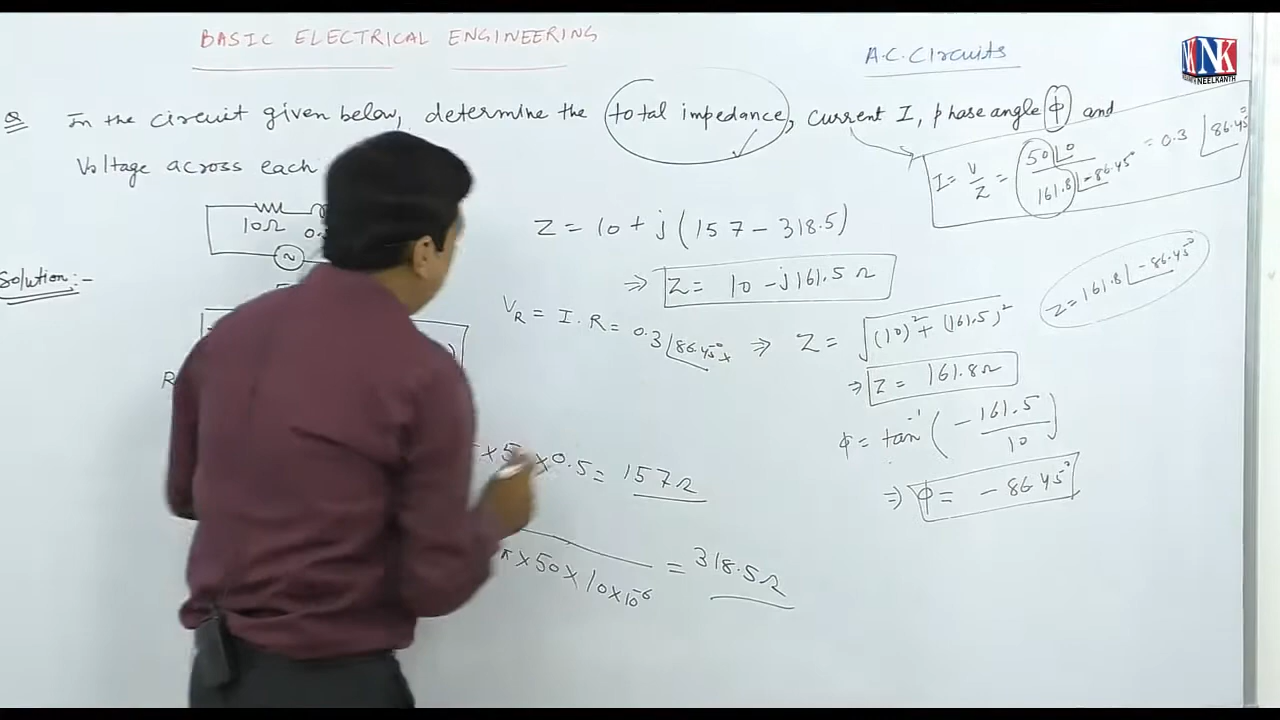 BASIC ELECTRICAL ENGINEERING
A.C. Circuits
NK
NEELKANTH
Q In the circuit given below, determine the total impedance, current I, phase angle ϕ and
Voltage across each
I = V/Z = 50∠0 / 161.8∠-86.45° = 0.3 ∠86.45°
10Ω
Solution:-
Z = 10 + j (157 - 318.5)
⇒ Z = 10 - j161.5 Ω
Z = 161.8 ∠-86.45°
V_R = I. R = 0.3 ∠86.45° x
⇒ Z = √(10)² + (161.5)²
⇒ Z = 161.8Ω
ϕ = tan⁻¹ ( -161.5 / 10 )
⇒ ϕ = - 86.45°
x 0.5 = 157Ω
π x 50 x 10 x 10⁻⁶ = 318.5Ω